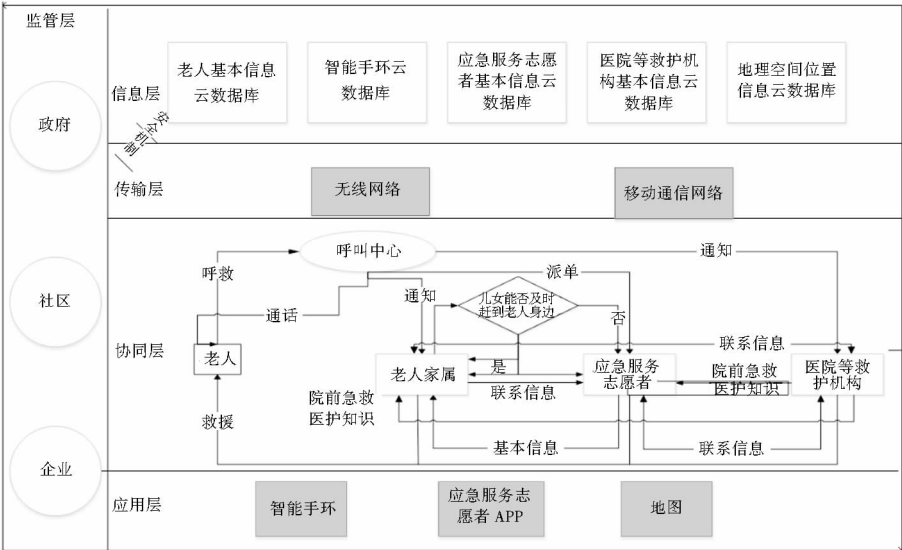 监管层
政府
社区
企业
信息层
老人基本信息
云数据库
智能手环云
数据库
应急服务志愿
者基本信息云
数据库
医院等救护机
构基本信息云
数据库
地理空间位置
信息云数据库
安全机制
传输层
无线网络
移动通信网络
协同层
呼叫中心
呼救
通知
派单
通知
通话
儿女能否及时
赶到老人身边
否
是
联系信息
老人
老人家属
应急服务
志愿者
医院等救
护机构
院前急救
医护知识
联系信息
院前急救
医护知识
救援
基本信息
联系信息
应用层
智能手环
应急服务志
愿者 APP
地图